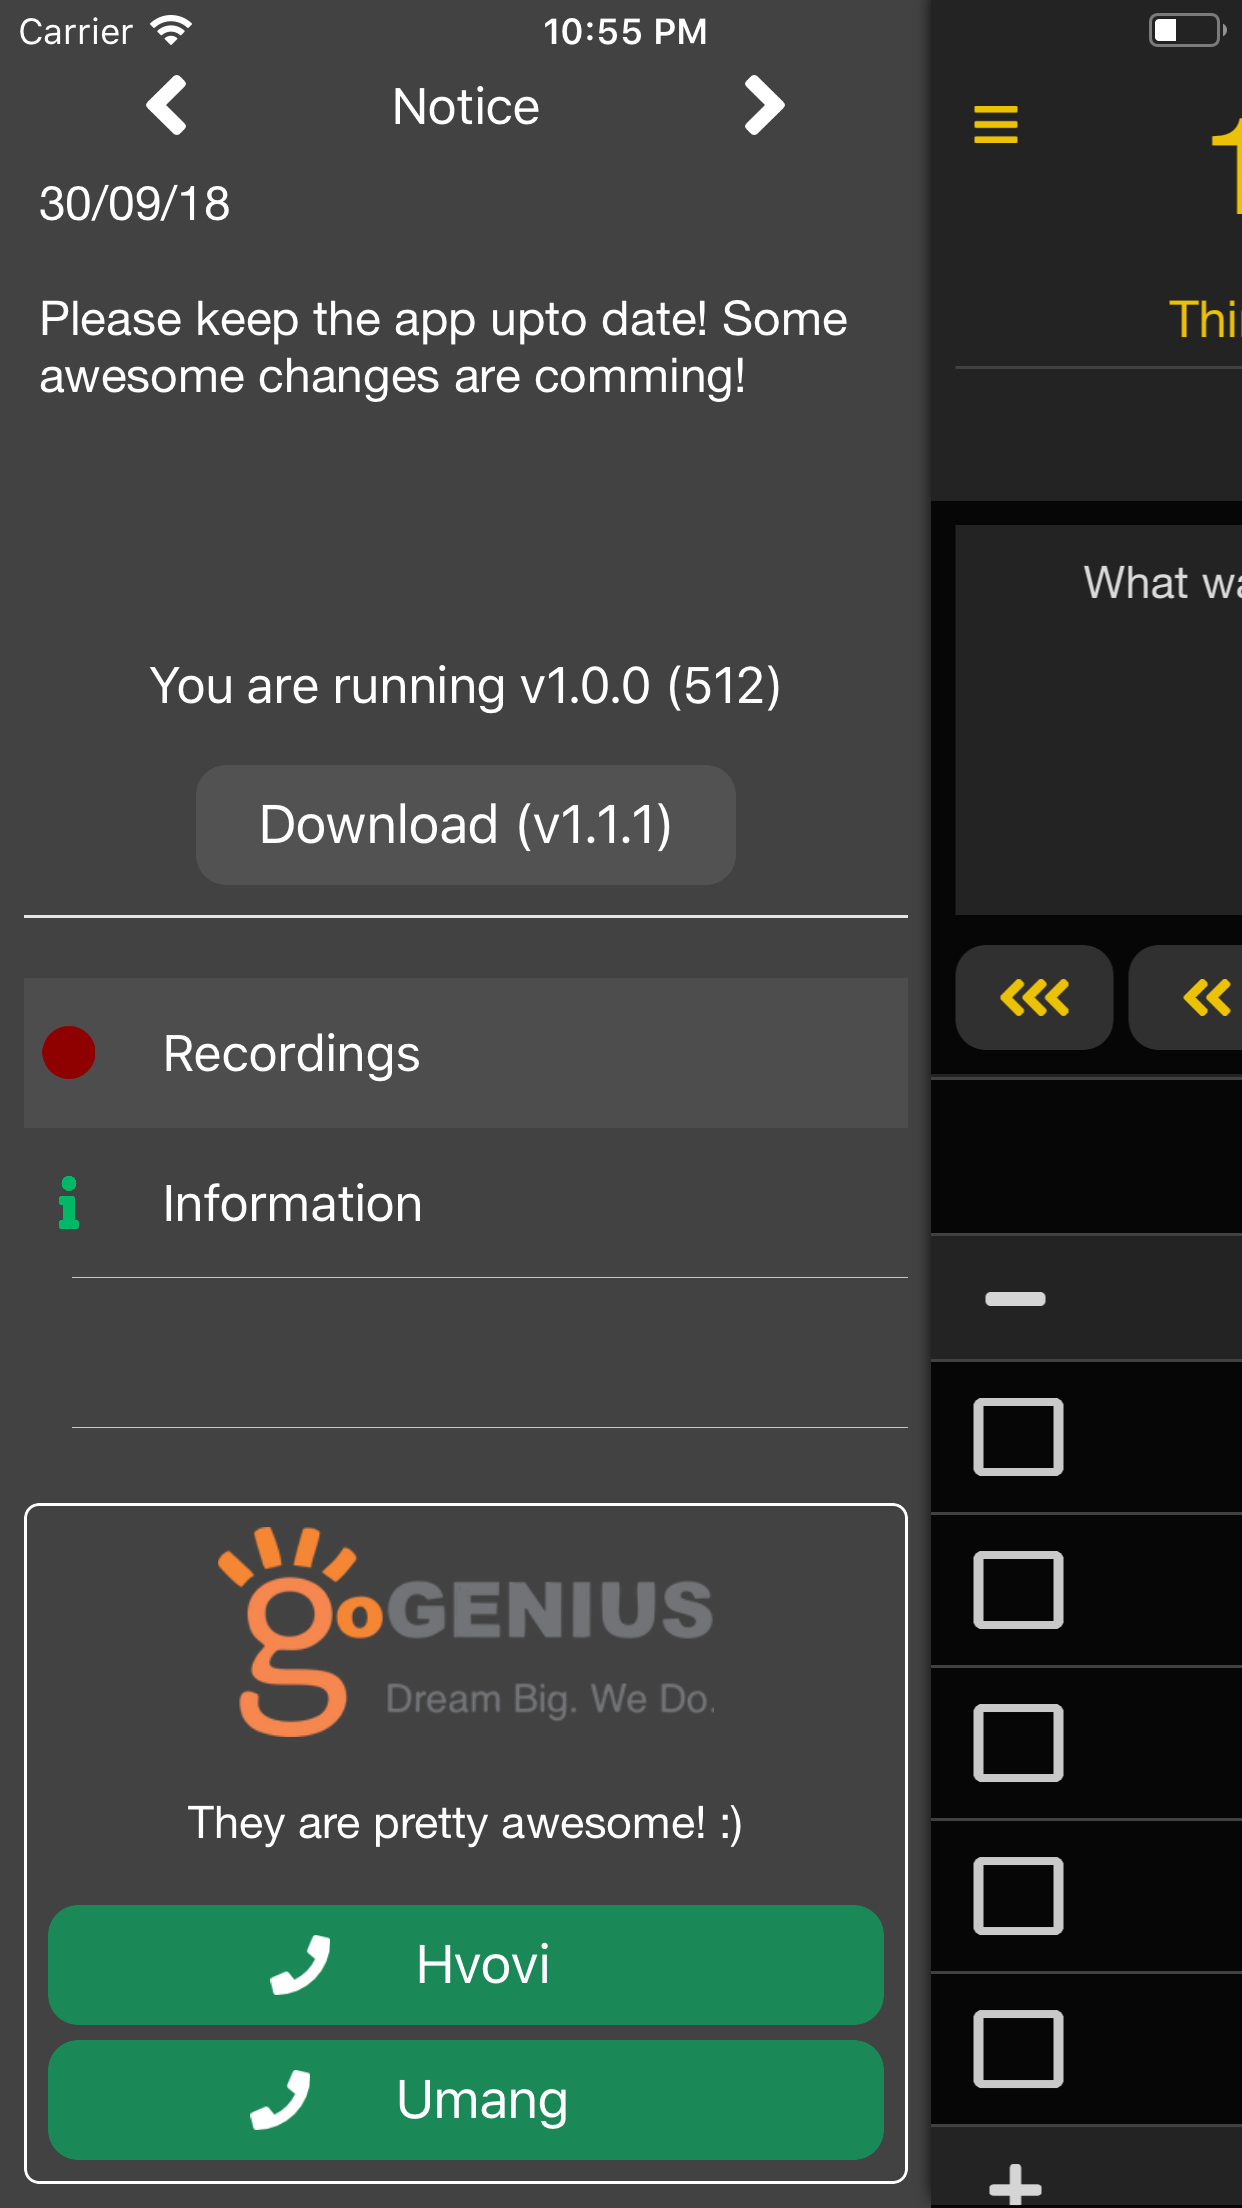 Carrier
10:55 PM
Notice
30/09/18
Please keep the app upto date! Some
awesome changes are comming!
You are running v1.0.0 (512)
Download (v1.1.1)
Recordings
Information
goGENIUS
Dream Big. We Do.
They are pretty awesome! :)
Hvovi
Umang
What